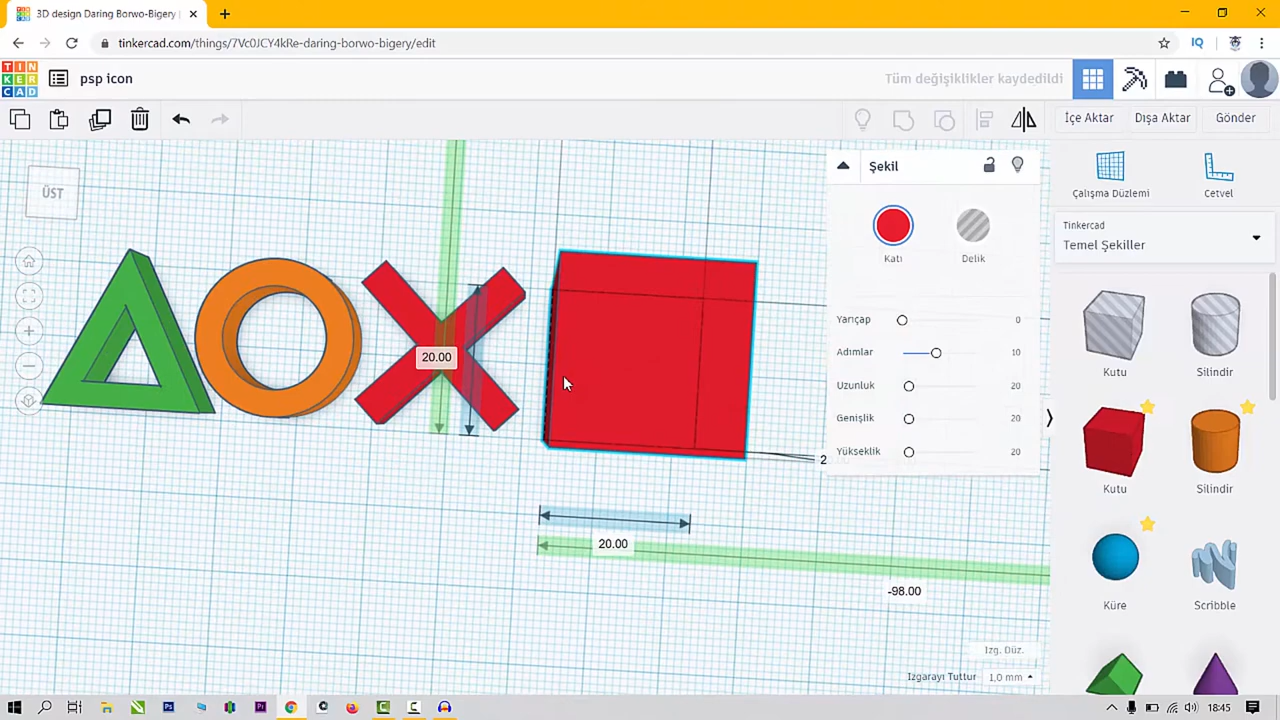 3D design Daring Borwo-Bigery
tinkercad.com/things/7Vc0JCY4kRe-daring-borwo-bigery/edit
IQ
TIN
KER
CAD
psp icon
Tüm değişiklikler kaydedildi
İçe Aktar
Dışa Aktar
Gönder
ÜST
Şekil
Katı
Delik
Yarıçap 0
Adımlar 10
Uzunluk 20
Genişlik 20
Yükseklik 20
Çalışma Düzlemi
Cetvel
Tinkercad
Temel Şekiller
Kutu
Silindir
Kutu
Silindir
Küre
Scribble
20.00
2
20.00
-98.00
Izg. Düz.
Izgarayı Tuttur 1,0 mm
18:45